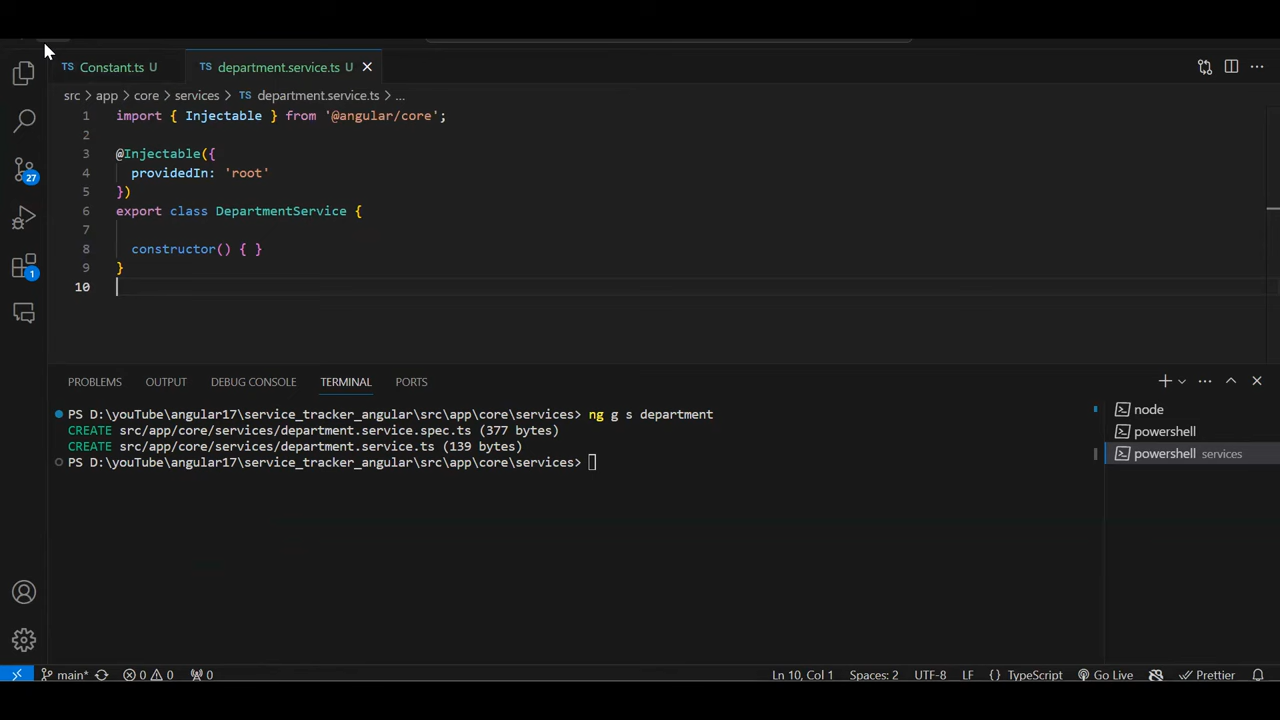 TS Constant.ts U TS department.service.ts U
src > app > core > services > TS department.service.ts > ...
1 import { Injectable } from '@angular/core';
2
3 @Injectable({
4 providedIn: 'root'
5 })
6 export class DepartmentService {
7
8 constructor() { }
9 }
10
27
1
PROBLEMS OUTPUT DEBUG CONSOLE TERMINAL PORTS
PS D:\youTube\angular17\service_tracker_angular\src\app\core\services> ng g s department
CREATE src/app/core/services/department.service.spec.ts (377 bytes)
CREATE src/app/core/services/department.service.ts (139 bytes)
PS D:\youTube\angular17\service_tracker_angular\src\app\core\services>
node
powershell
powershell services
main* 0 0 0 Ln 10, Col 1 Spaces: 2 UTF-8 LF {} TypeScript Go Live Prettier